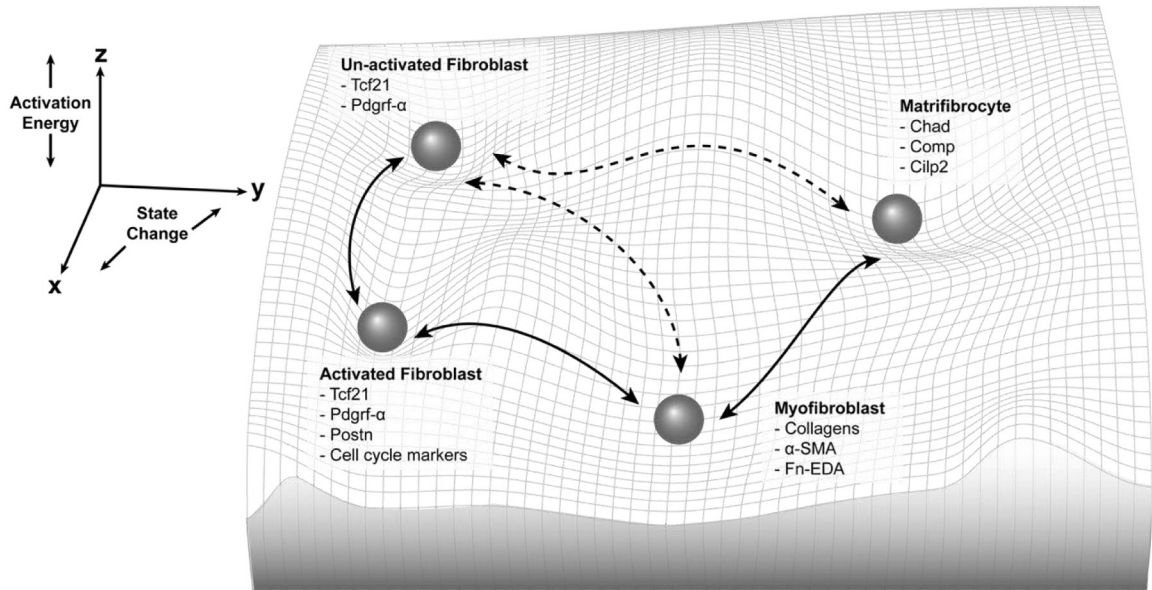 z
Activation
Energy
y
State
Change
x
Un-activated Fibroblast
- Tcf21
- Pdgrf-α
Matrifibrocyte
- Chad
- Comp
- Cilp2
Activated Fibroblast
- Tcf21
- Pdgrf-α
- Postn
- Cell cycle markers
Myofibroblast
- Collagens
- α-SMA
- Fn-EDA